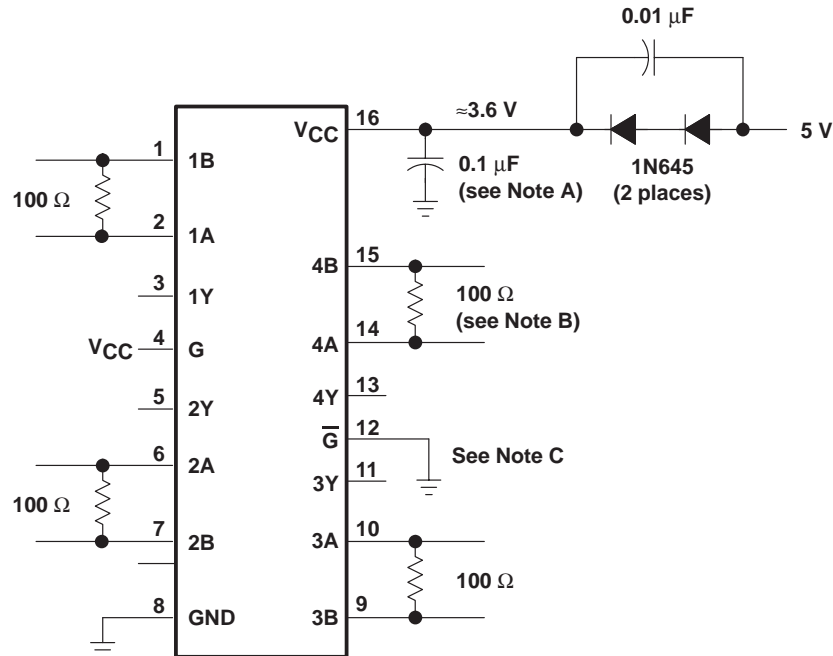 0.01 µF
≈3.6 V
5 V
1N645
(2 places)
0.1 µF
(see Note A)
VCC
16
1
1B
100 Ω
2
1A
3
1Y
VCC
4
G
5
2Y
6
2A
100 Ω
7
2B
8
GND
4B
15
100 Ω
(see Note B)
4A
14
4Y
13
G̅
12
See Note C
3Y
11
3A
10
100 Ω
3B
9